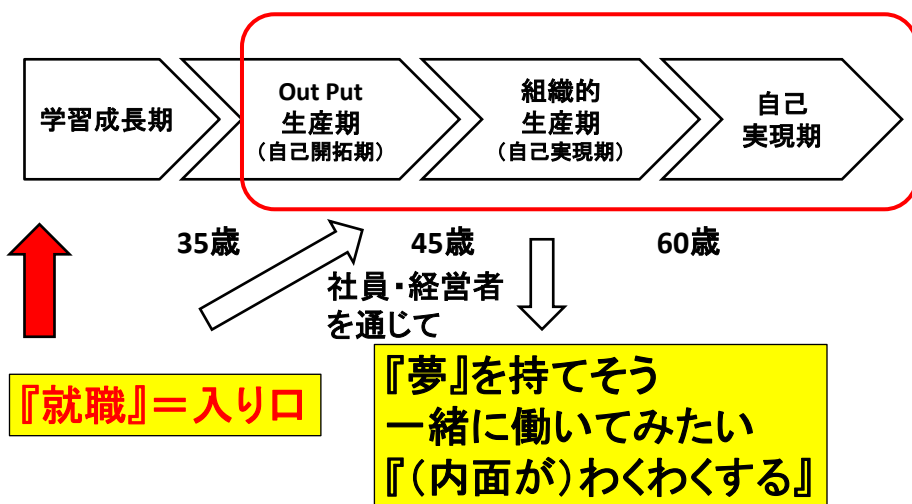 学習成長期
Out Put
生産期
（自己開拓期）
組織的
生産期
（自己実現期）
自己
実現期
35歳
45歳
60歳
社員・経営者
を通じて
『就職』＝入り口
『夢』を持てそう
一緒に働いてみたい
『（内面が）わくわくする』